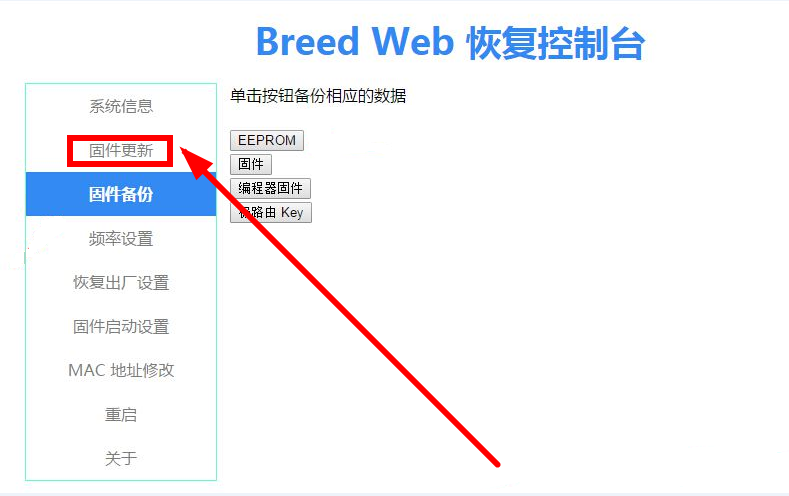 Breed Web 恢复控制台
系统信息
固件更新
固件备份
频率设置
恢复出厂设置
固件启动设置
MAC 地址修改
重启
关于
单击按钮备份相应的数据
EEPROM
固件
编程器固件
路由 Key